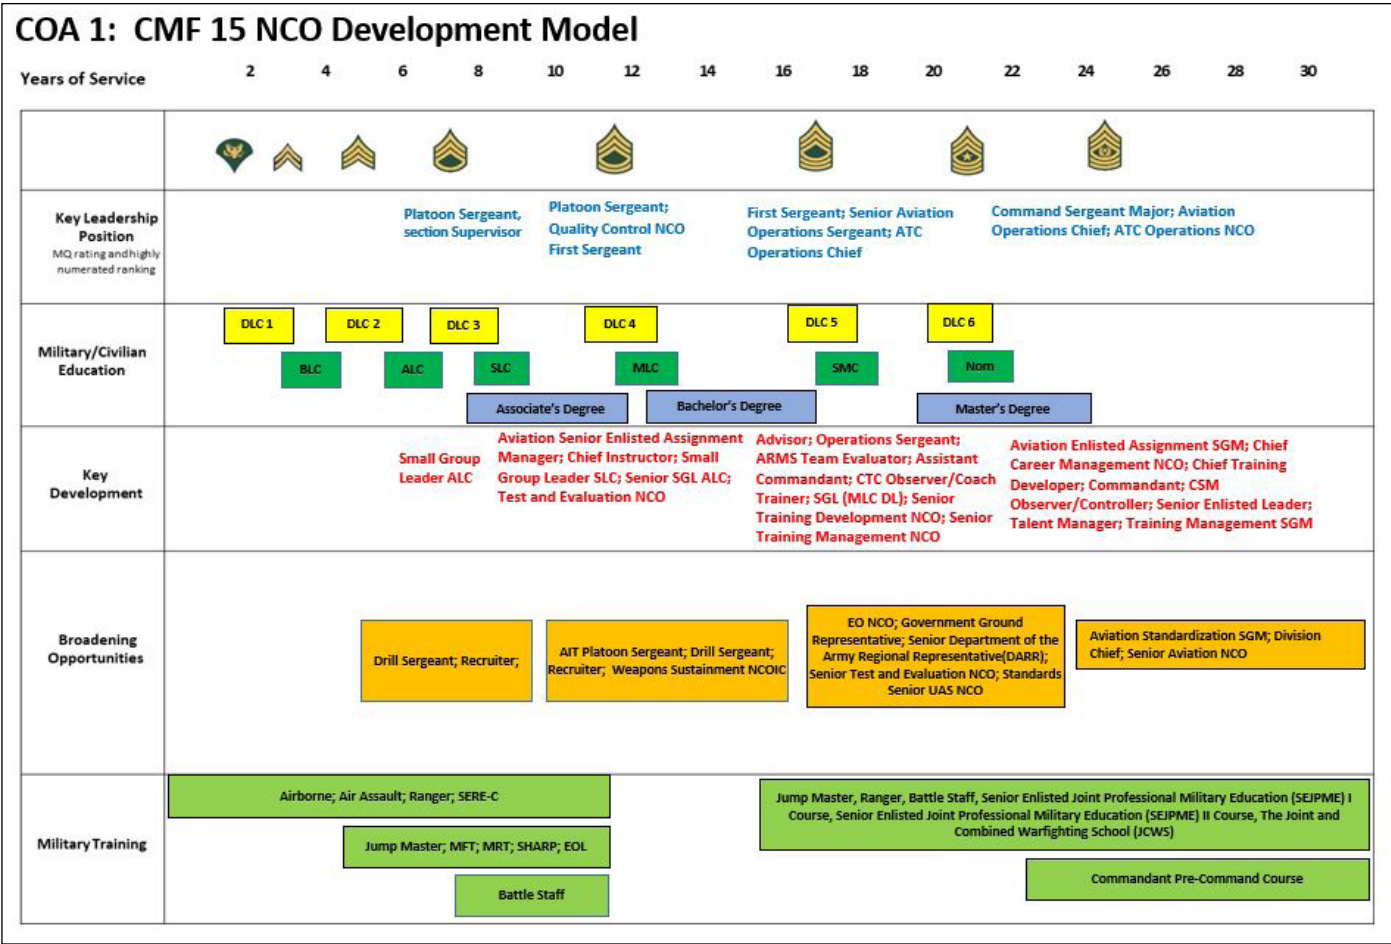 COA 1: CMF 15 NCO Development Model
Years of Service
2 4 6 8 10 12 14 16 18 20 22 24 26 28 30
Key Leadership
Position
MQ rating and highly
numerated ranking
Platoon Sergeant,
section Supervisor
Platoon Sergeant;
Quality Control NCO
First Sergeant
First Sergeant; Senior Aviation
Operations Sergeant; ATC
Operations Chief
Command Sergeant Major; Aviation
Operations Chief; ATC Operations NCO
Military/Civilian
Education
DLC 1
DLC 2
DLC 3
DLC 4
DLC 5
DLC 6
BLC
ALC
SLC
MLC
SMC
Nom
Associate's Degree
Bachelor's Degree
Master's Degree
Key
Development
Small Group
Leader ALC
Aviation Senior Enlisted Assignment
Manager; Chief Instructor; Small
Group Leader SLC; Senior SGL ALC;
Test and Evaluation NCO
Advisor; Operations Sergeant;
ARMS Team Evaluator; Assistant
Commandant; CTC Observer/Coach
Trainer; SGL (MLC DL); Senior
Training Development NCO; Senior
Training Management NCO
Aviation Enlisted Assignment SGM; Chief
Career Management NCO; Chief Training
Developer; Commandant; CSM
Observer/Controller; Senior Enlisted Leader;
Talent Manager; Training Management SGM
Broadening
Opportunities
Drill Sergeant; Recruiter;
AIT Platoon Sergeant; Drill Sergeant;
Recruiter; Weapons Sustainment NCOIC
EO NCO; Government Ground
Representative; Senior Department of the
Army Regional Representative(DARR);
Senior Test and Evaluation NCO; Standards
Senior UAS NCO
Aviation Standardization SGM; Division
Chief; Senior Aviation NCO
Military Training
Airborne; Air Assault; Ranger; SERE-C
Jump Master; MFT; MRT; SHARP; EOL
Battle Staff
Jump Master, Ranger, Battle Staff, Senior Enlisted Joint Professional Military Education (SEJPME) I
Course, Senior Enlisted Joint Professional Military Education (SEJPME) II Course, The Joint and
Combined Warfighting School (JCWS)
Commandant Pre-Command Course